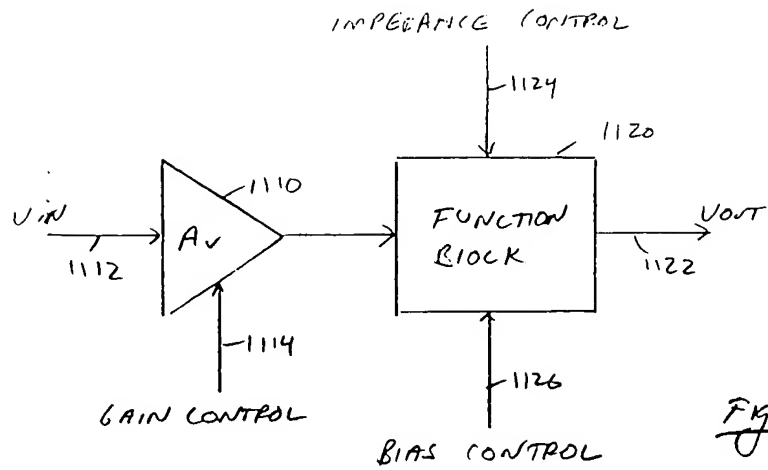 IMPEDANCE CONTROL
1124
1120
1110
VIN
Av
FUNCTION
BLOCK
VOUT
1112
1122
1114
1126
GAIN CONTROL
BIAS CONTROL
FIG